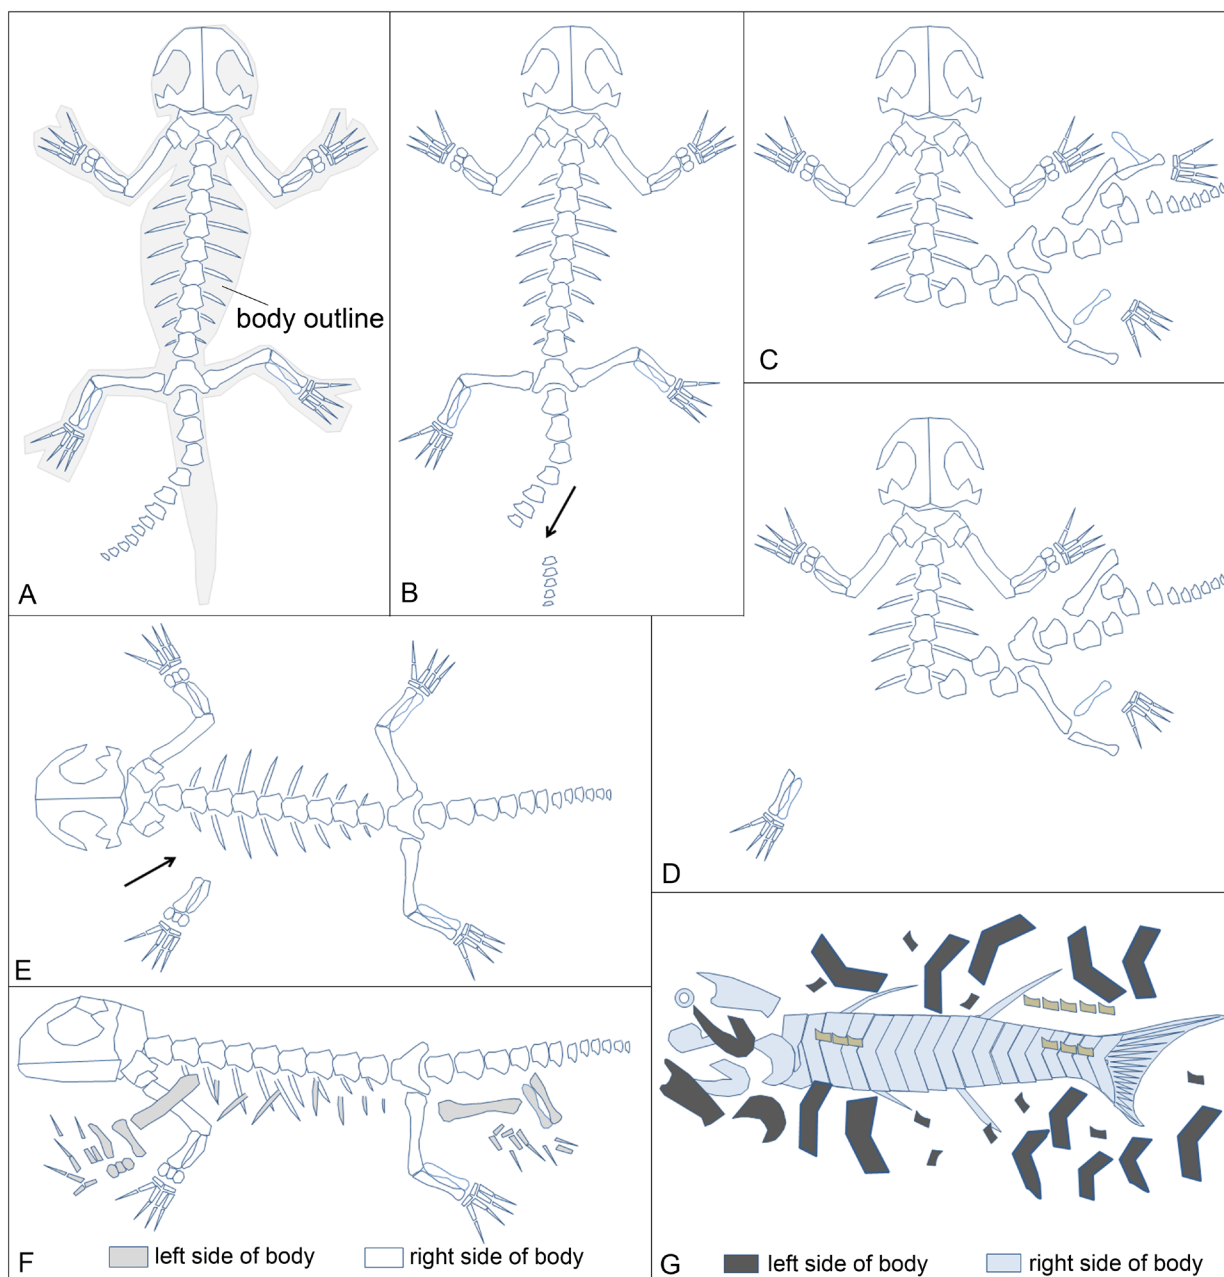 body outline
A
B
C
D
E
F
left side of body
right side of body
G
left side of body
right side of body